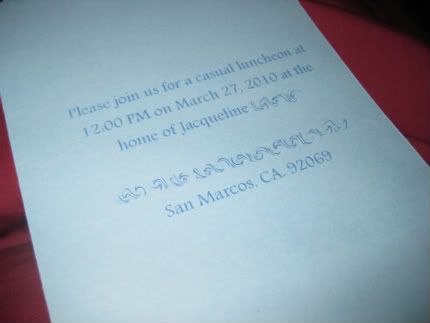 Please join us for a casual luncheon at
12:00 PM on March 27, 2010 at the
home of Jacqueline
San Marcos, CA. 92069